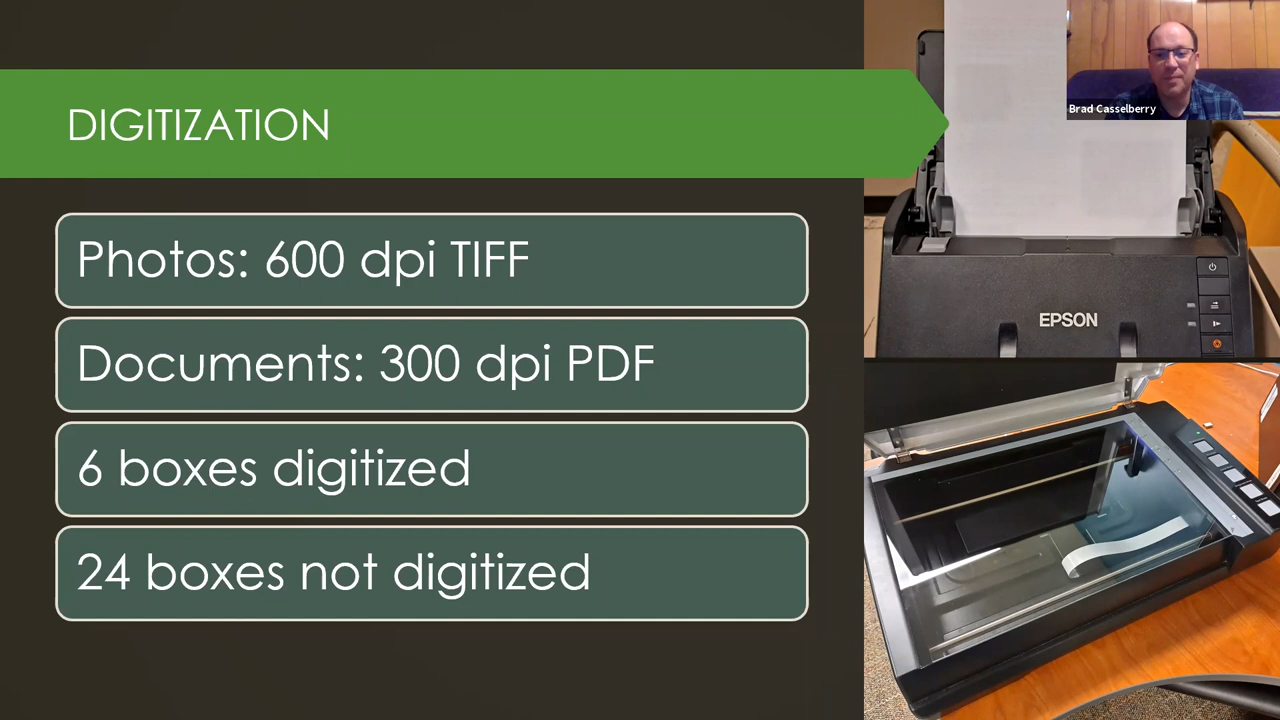 DIGITIZATION
Photos: 600 dpi TIFF
Documents: 300 dpi PDF
6 boxes digitized
24 boxes not digitized
Brad Casselberry
EPSON